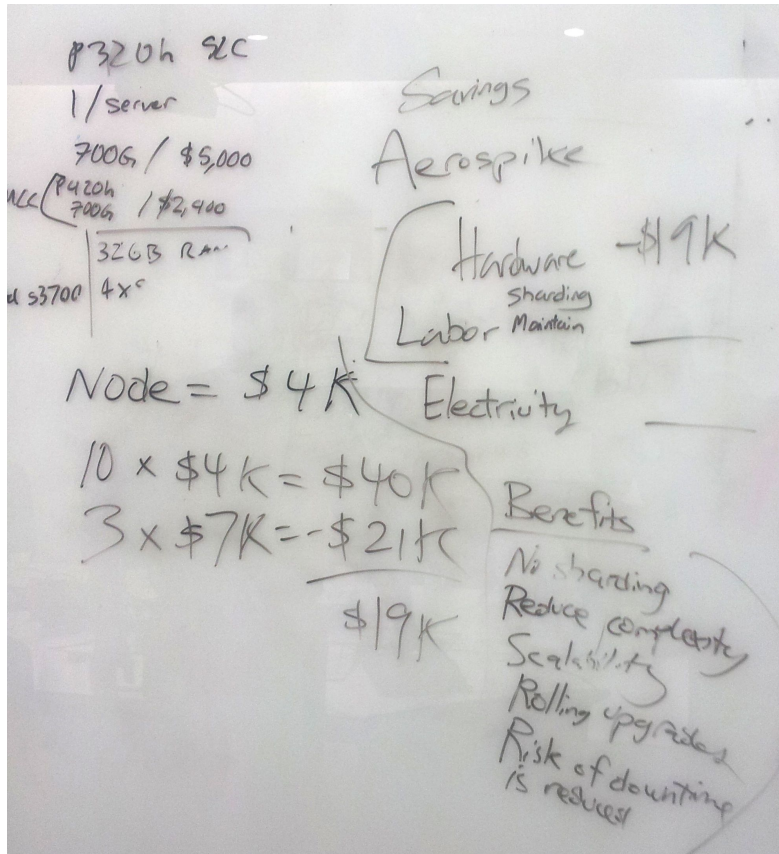 P320h SLC
1/server
700G / $5,000
P420h
700G / $2,400
32GB RAM
s3700 4x
Node = $4K
10 x $4K = $40K
3 x $7K = -$21K
$19K
Savings
Aerospike
Hardware -$19K
Sharding
Labor Maintain
Electricity
Benefits
No sharding
Reduce complexity
Scalability
Rolling upgrades
Risk of downtime
is reduced